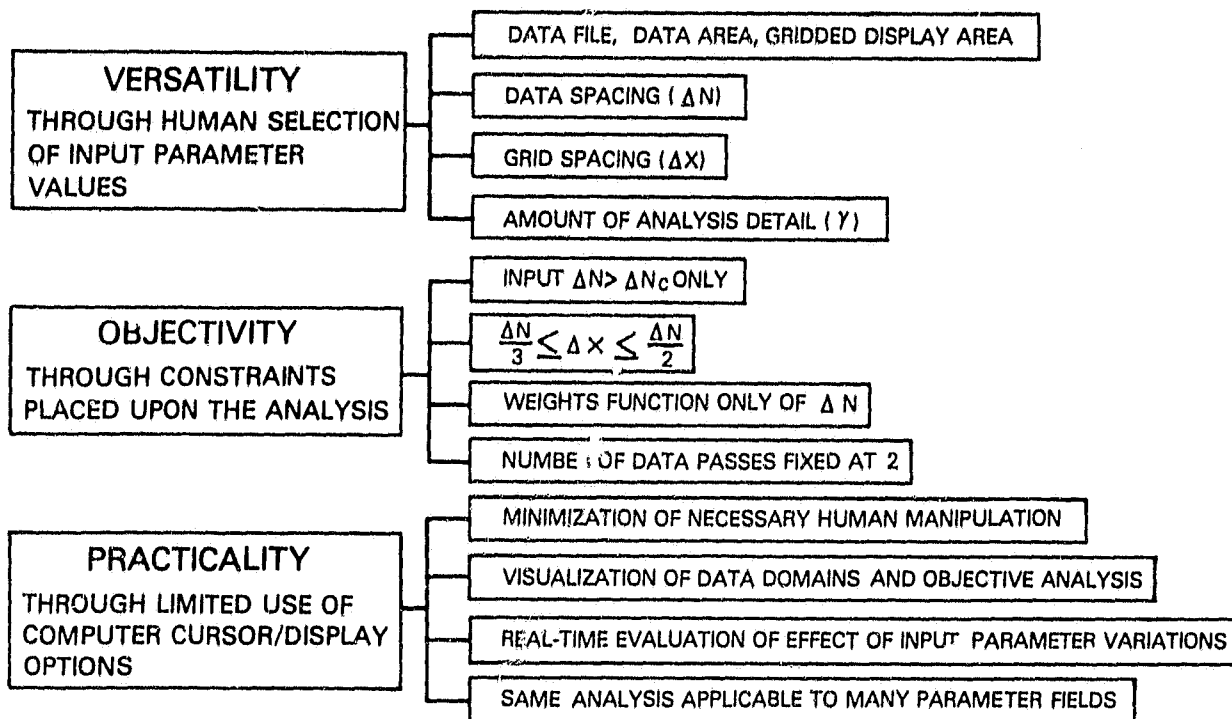 VERSATILITY
THROUGH HUMAN SELECTION
OF INPUT PARAMETER
VALUES
DATA FILE, DATA AREA, GRIDDED DISPLAY AREA
DATA SPACING (ΔN)
GRID SPACING (ΔX)
AMOUNT OF ANALYSIS DETAIL (γ)
OBJECTIVITY
THROUGH CONSTRAINTS
PLACED UPON THE ANALYSIS
INPUT ΔN > ΔNc ONLY
ΔN/3 ≤ ΔX ≤ ΔN/2
WEIGHTS FUNCTION ONLY OF ΔN
NUMBER OF DATA PASSES FIXED AT 2
PRACTICALITY
THROUGH LIMITED USE OF
COMPUTER CURSOR/DISPLAY
OPTIONS
MINIMIZATION OF NECESSARY HUMAN MANIPULATION
VISUALIZATION OF DATA DOMAINS AND OBJECTIVE ANALYSIS
REAL-TIME EVALUATION OF EFFECT OF INPUT PARAMETER VARIATIONS
SAME ANALYSIS APPLICABLE TO MANY PARAMETER FIELDS